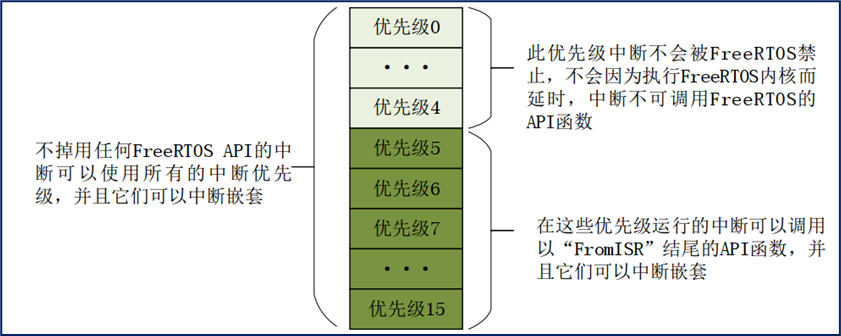 不掉用任何FreeRTOS API的中
断可以使用所有的中断优先
级，并且它们可以中断嵌套
优先级0
···
优先级4
优先级5
优先级6
优先级7
···
优先级15
此优先级中断不会被FreeRTOS禁
止，不会因为执行FreeRTOS内核而
延时，中断不可调用FreeRTOS的
API函数
在这些优先级运行的中断可以调用
以“FromISR”结尾的API函数，并
且它们可以中断嵌套